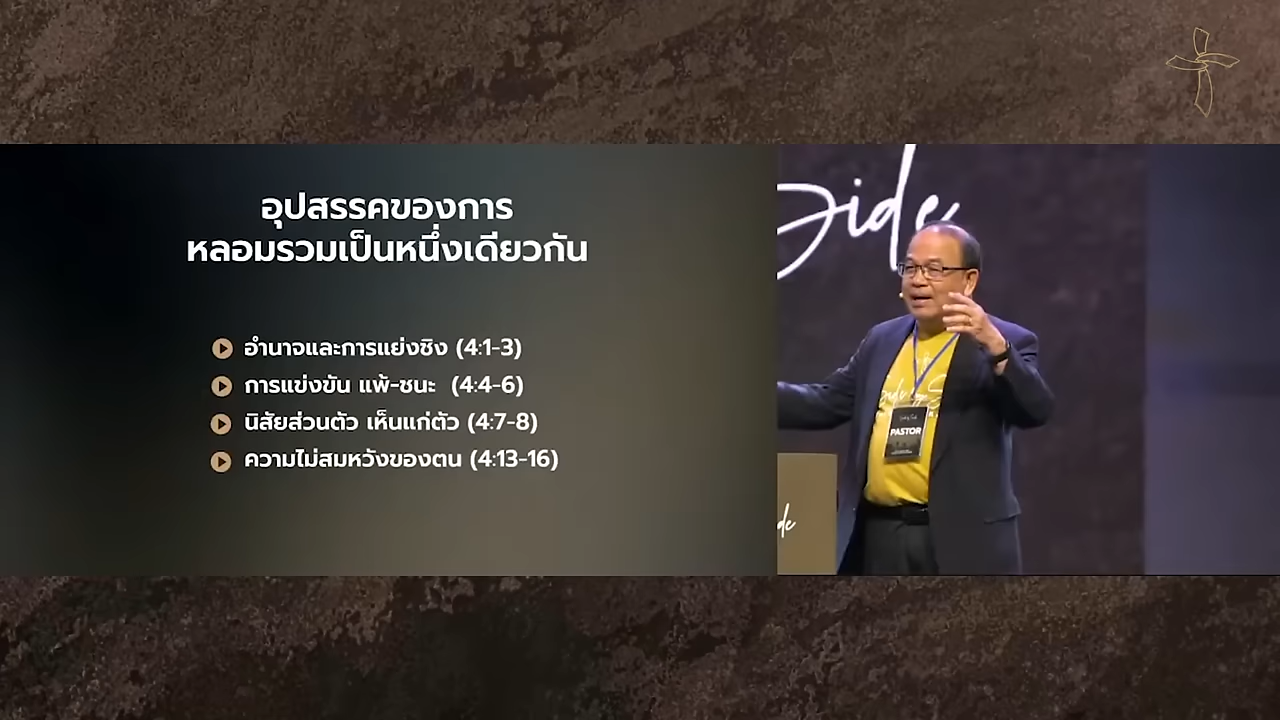 อุปสรรคของการ
หลอมรวมเป็นหนึ่งเดียวกัน
อำนาจและการแย่งชิง (4:1-3)
การแข่งขัน แพ้-ชนะ (4:4-6)
นิสัยส่วนตัว เห็นแก่ตัว (4:7-8)
ความไม่สมหวังของตน (4:13-16)
Side
PASTOR
de